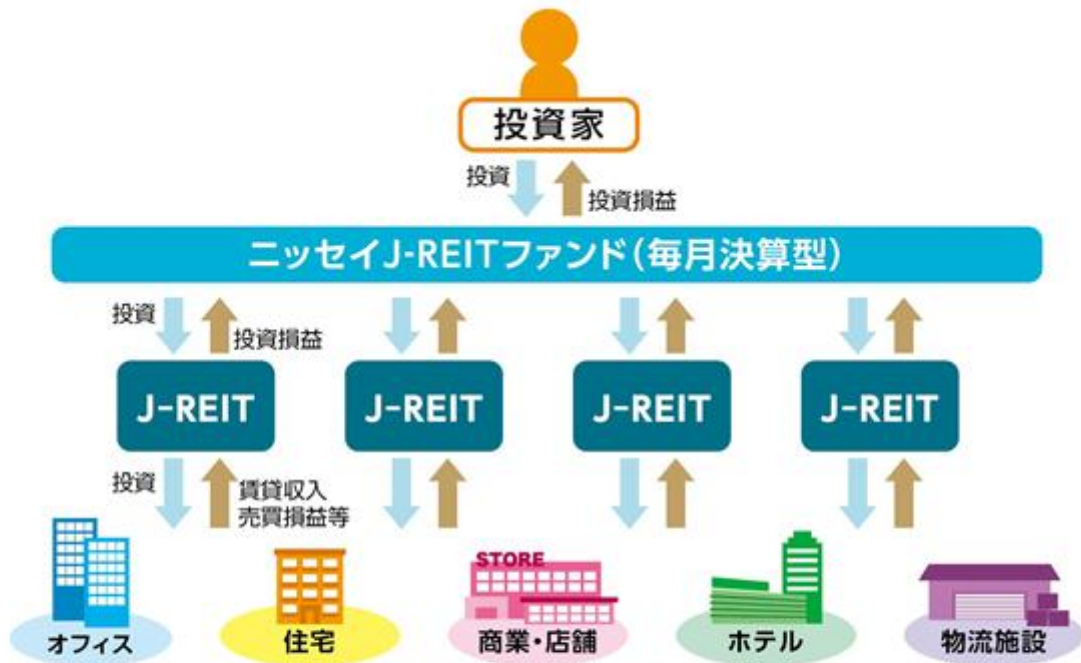 投資家
投資
投資損益
ニッセイJ-REITファンド(毎月決算型)
投資
投資損益
J-REIT
J-REIT
J-REIT
J-REIT
投資
賃貸収入
売買損益等
STORE
オフィス
住宅
商業・店舗
ホテル
物流施設